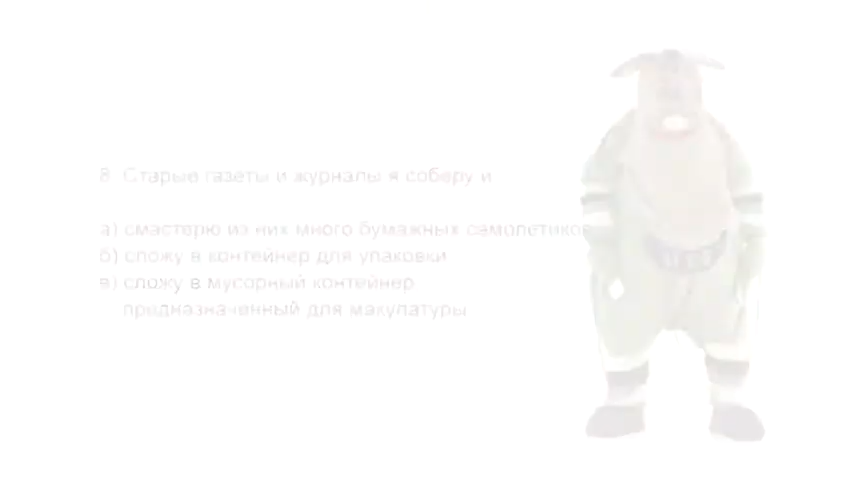 8. Старые газеты и журналы я соберу и
а) смастерю из них много бумажных самолетиков
б) сложу в контейнер для упаковки
в) сложу в мусорный контейнер
предназначенный для макулатуры